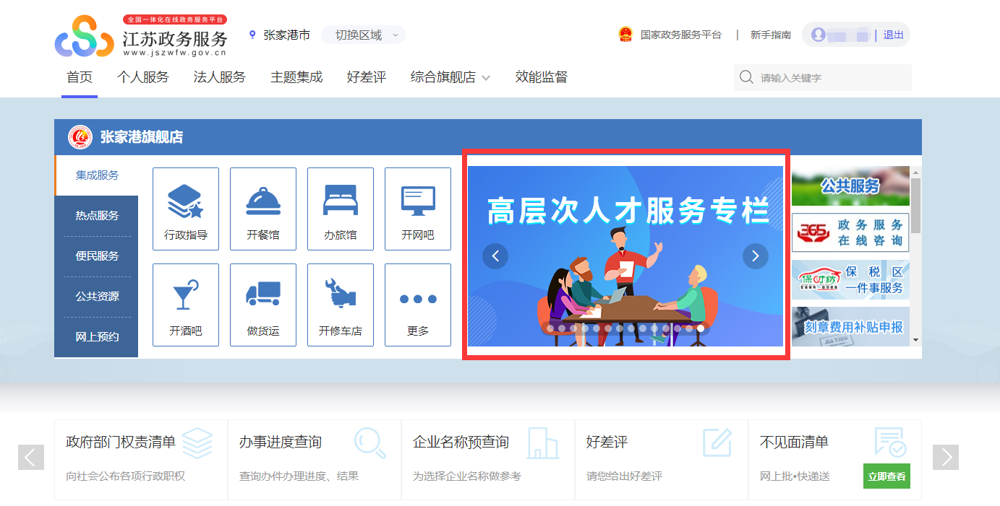 全国一体化在线政务服务平台
江苏政务服务
www.jszwfw.gov.cn
张家港市
切换区域
国家政务服务平台
新手指南
退出
首页 个人服务 法人服务 主题集成 好差评 综合旗舰店 效能监督
请输入关键字
张家港旗舰店
集成服务
热点服务
便民服务
公共资源
网上预约
行政指导 开餐馆 办旅馆 开网吧
开酒吧 做货运 开修车店 更多
高层次人才服务专栏
公共服务
365 政务服务
在线咨询
保税区
一件事服务
刻章费用补贴申报
政府部门权责清单
向社会公布各项行政职权
办事进度查询
查询办件办理进度、结果
企业名称预查询
为选择企业名称做参考
好差评
请您给出好差评
不见面清单
网上批•快递送
立即查看